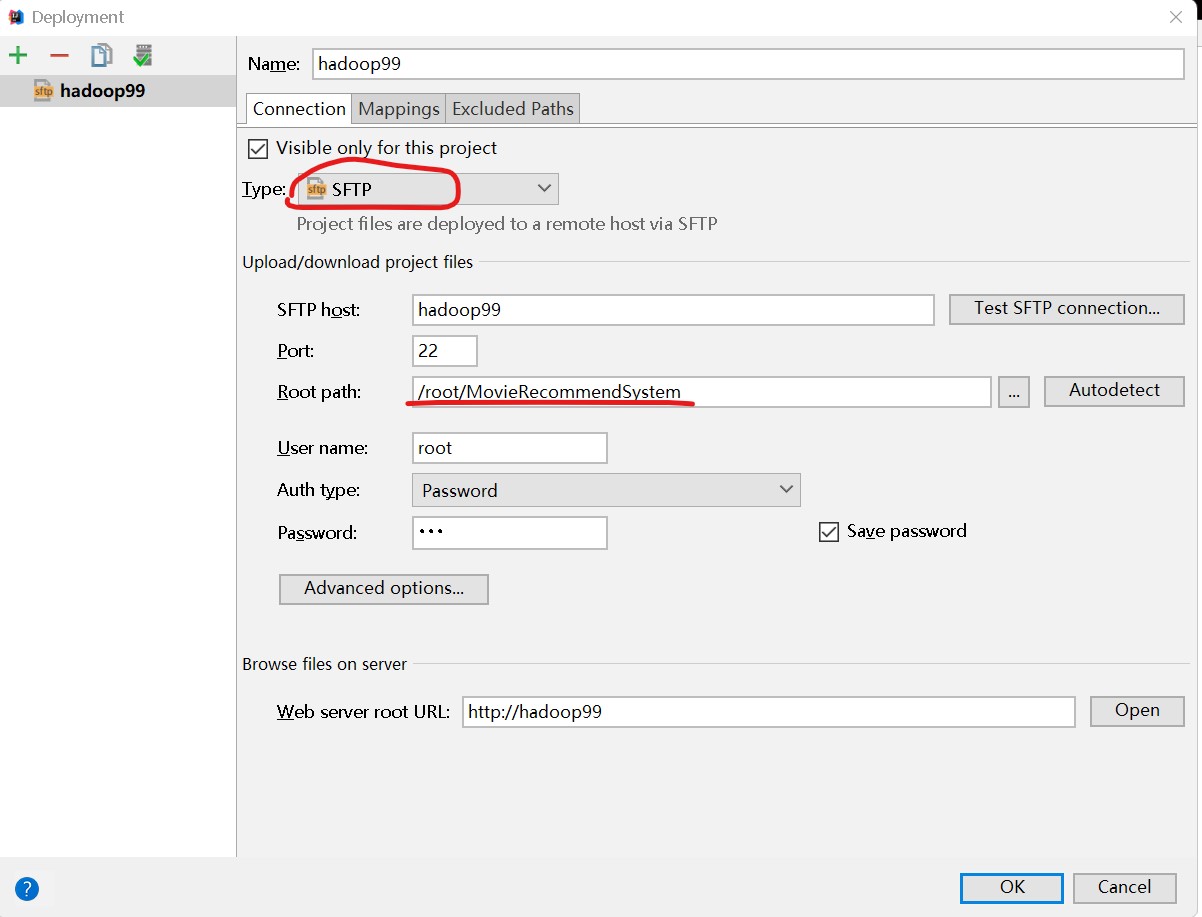 Deployment
sftp hadoop99
Name: hadoop99
Connection Mappings Excluded Paths
Visible only for this project
Type: sftp SFTP
Project files are deployed to a remote host via SFTP
Upload/download project files
SFTP host: hadoop99 Test SFTP connection...
Port: 22
Root path: /root/MovieRecommendSystem ... Autodetect
User name: root
Auth type: Password
Password: ••• Save password
Advanced options...
Browse files on server
Web server root URL: http://hadoop99 Open
? OK Cancel